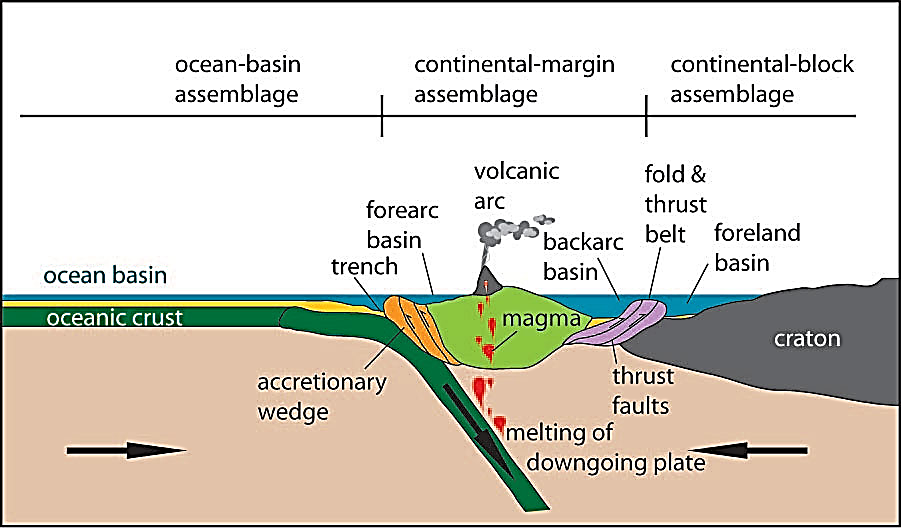 ocean-basin
assemblage
continental-margin
assemblage
continental-block
assemblage
volcanic
arc
fold &
thrust
belt
forearc
basin
trench
backarc
basin
foreland
basin
ocean basin
oceanic crust
magma
craton
accretionary
wedge
thrust
faults
melting of
downgoing plate